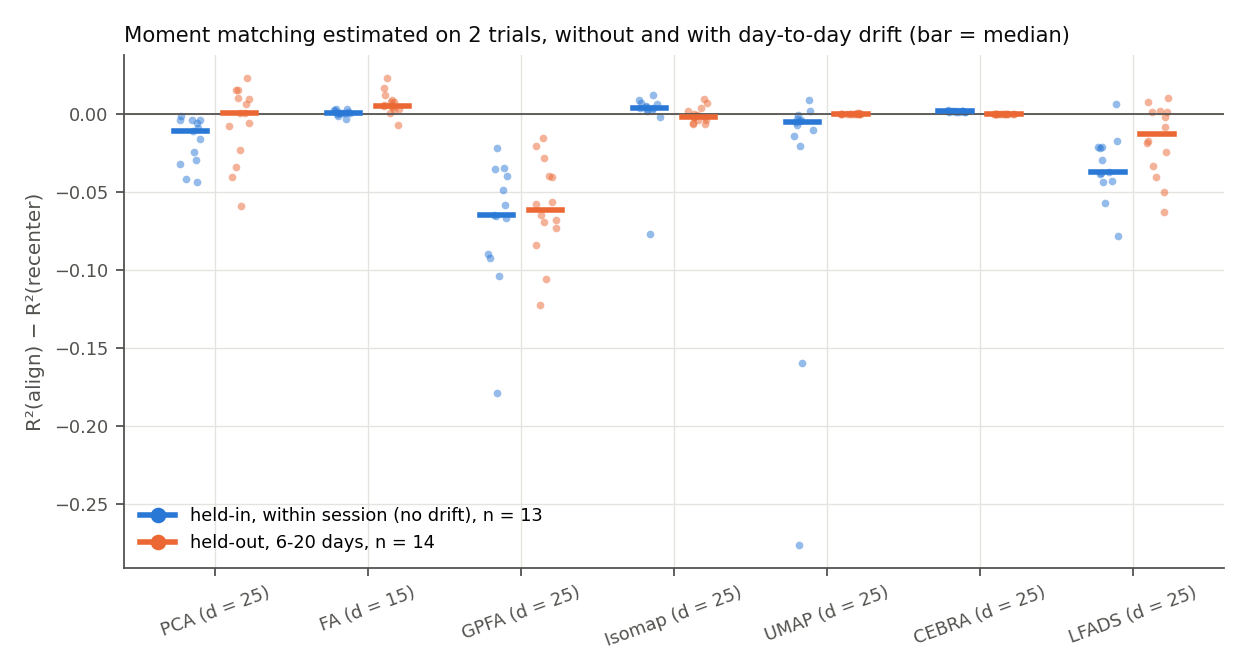 Moment matching estimated on 2 trials, without and with day-to-day drift (bar = median)
R²(align) − R²(recenter)
0.00
−0.05
−0.10
−0.15
−0.20
−0.25
held-in, within session (no drift), n = 13
held-out, 6-20 days, n = 14
PCA (d = 25)
FA (d = 15)
GPFA (d = 25)
Isomap (d = 25)
UMAP (d = 25)
CEBRA (d = 25)
LFADS (d = 25)